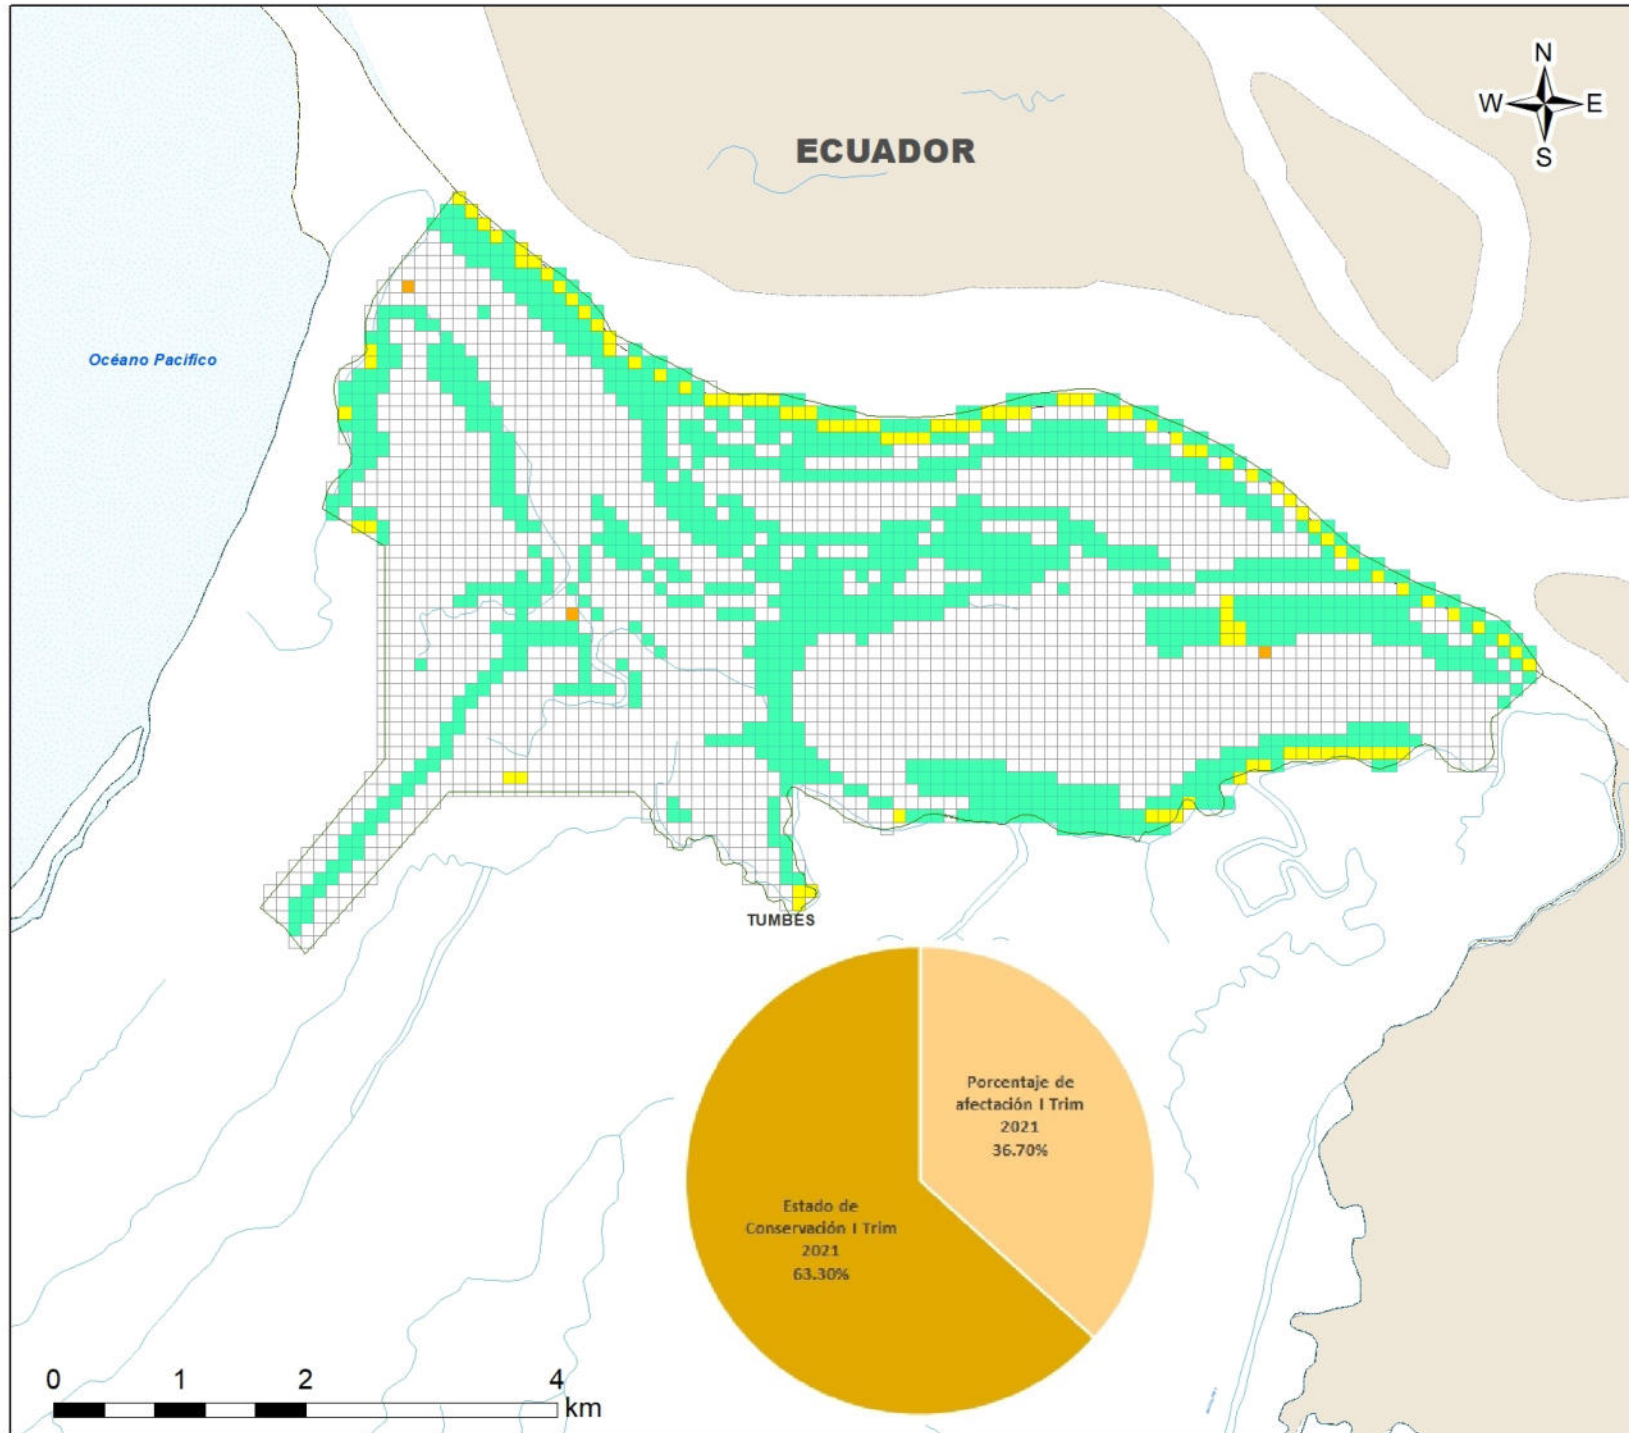 N
W E
S
ECUADOR
Océano Pacifico
TUMBES
Porcentaje de
afectación I Trim
2021
36.70%
Estado de
Conservación I Trim
2021
63.30%
0 1 2 4
km